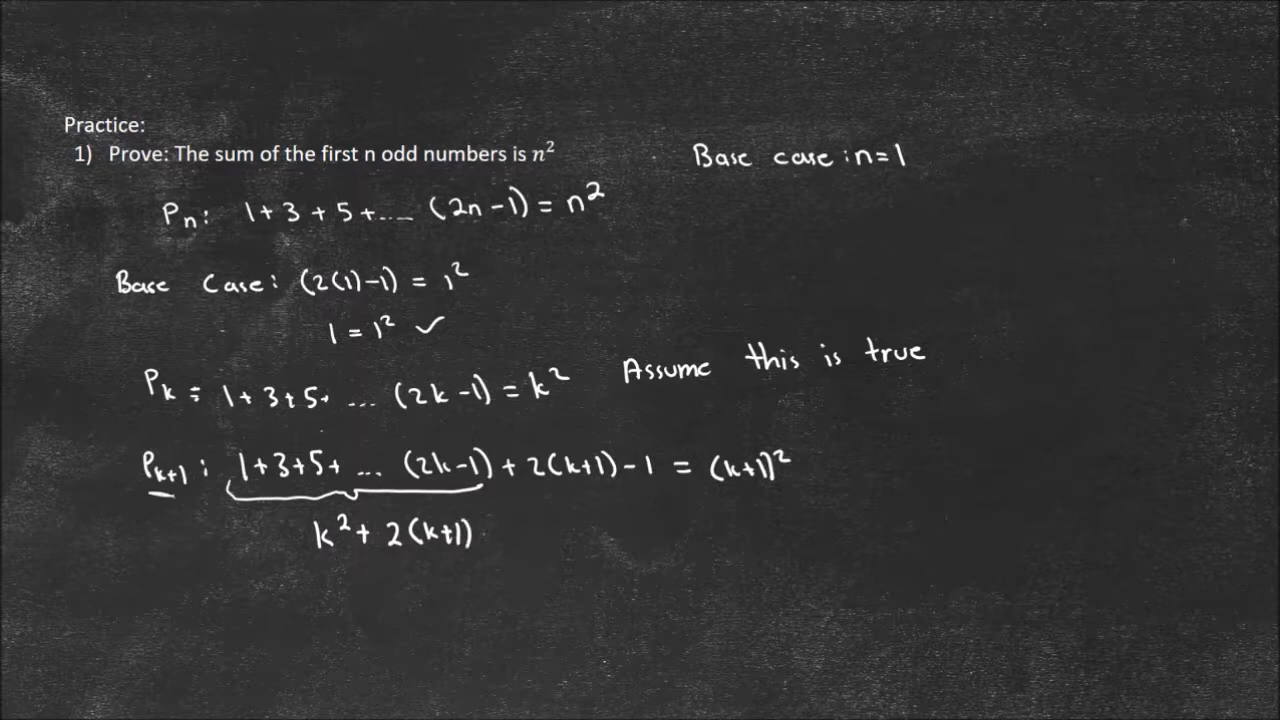 Practice:
1) Prove: The sum of the first n odd numbers is n²
Base case : n=1
Pₙ: 1+3+5+.... (2n-1) = n²
Base Case: (2(1)-1) = 1²
1 = 1² ✓
Pₖ = 1+3+5+ ... (2k-1) = k² Assume this is true
Pₖ₊₁ : 1+3+5+ ... (2k-1) + 2(k+1)-1 = (k+1)²
k² + 2(k+1)